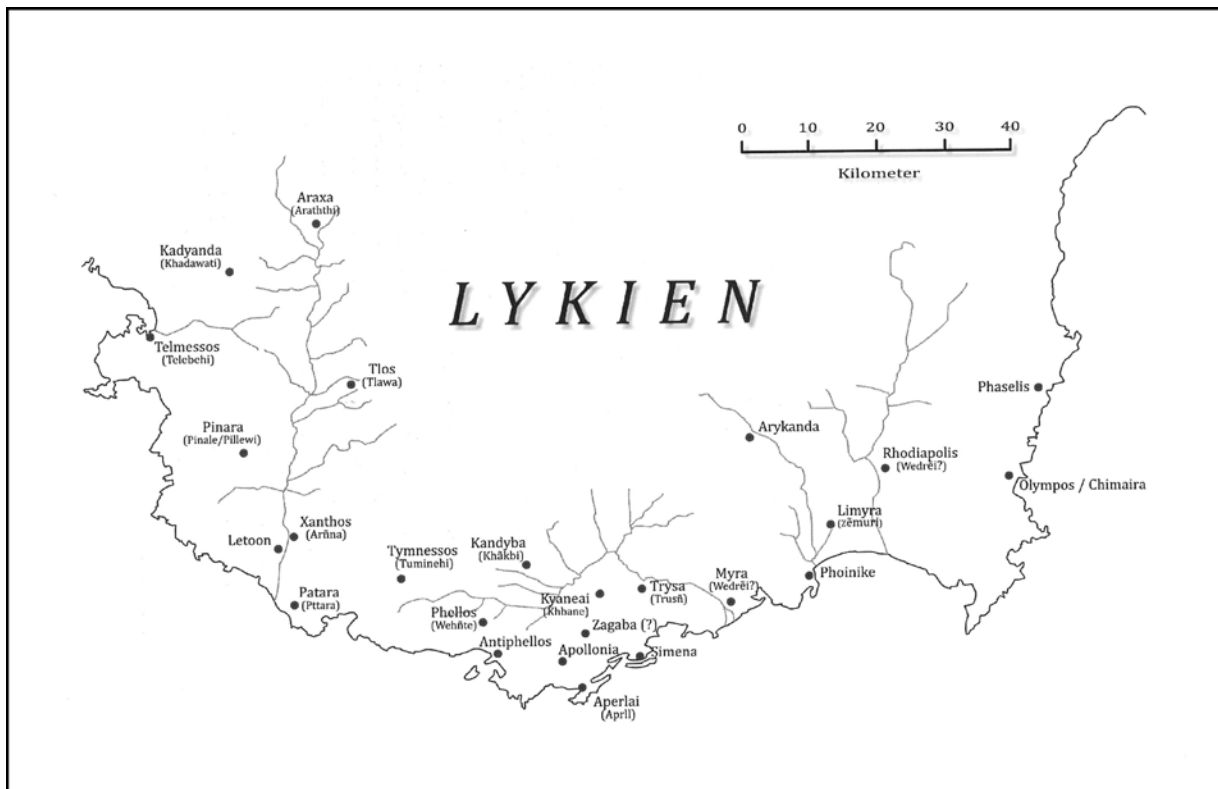 0 10 20 30 40
Kilometer
LYKIEN
Araxa
(Araththi)
Kadyanda
(Khadawati)
Telmessos
(Telebehi)
Tlos
(Tlawa)
Pinara
(Pinale/Pillewi)
Xanthos
(Arñna)
Letoon
Patara
(Pttara)
Tymnessos
(Tuminehi)
Kandyba
(Khãkbi)
Phellos
(Wehñte)
Antiphellos
Kyaneai
(Khbane)
Trysa
(Trusñ)
Zagaba (?)
Apollonia
Simena
Aperlai
(Aprll)
Myra
(Wedrẽi?)
Arykanda
Limyra
(zẽmuri)
Phoinike
Rhodiapolis
(Wedrẽi?)
Phaselis
Olympos / Chimaira